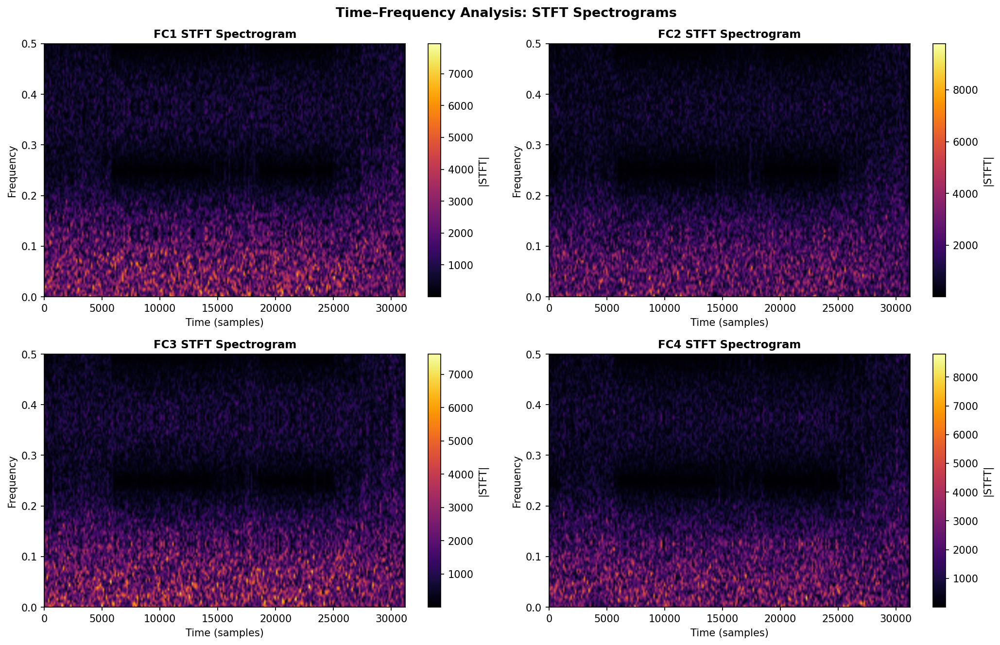 Time–Frequency Analysis: STFT Spectrograms
FC1 STFT Spectrogram
Frequency
0.5
0.4
0.3
0.2
0.1
0.0
0 5000 10000 15000 20000 25000 30000
Time (samples)
7000
6000
5000
4000
3000
2000
1000
|STFT|
FC2 STFT Spectrogram
Frequency
0.5
0.4
0.3
0.2
0.1
0.0
0 5000 10000 15000 20000 25000 30000
Time (samples)
8000
6000
4000
2000
|STFT|
FC3 STFT Spectrogram
Frequency
0.5
0.4
0.3
0.2
0.1
0.0
0 5000 10000 15000 20000 25000 30000
Time (samples)
7000
6000
5000
4000
3000
2000
1000
|STFT|
FC4 STFT Spectrogram
Frequency
0.5
0.4
0.3
0.2
0.1
0.0
0 5000 10000 15000 20000 25000 30000
Time (samples)
8000
7000
6000
5000
4000
3000
2000
1000
|STFT|